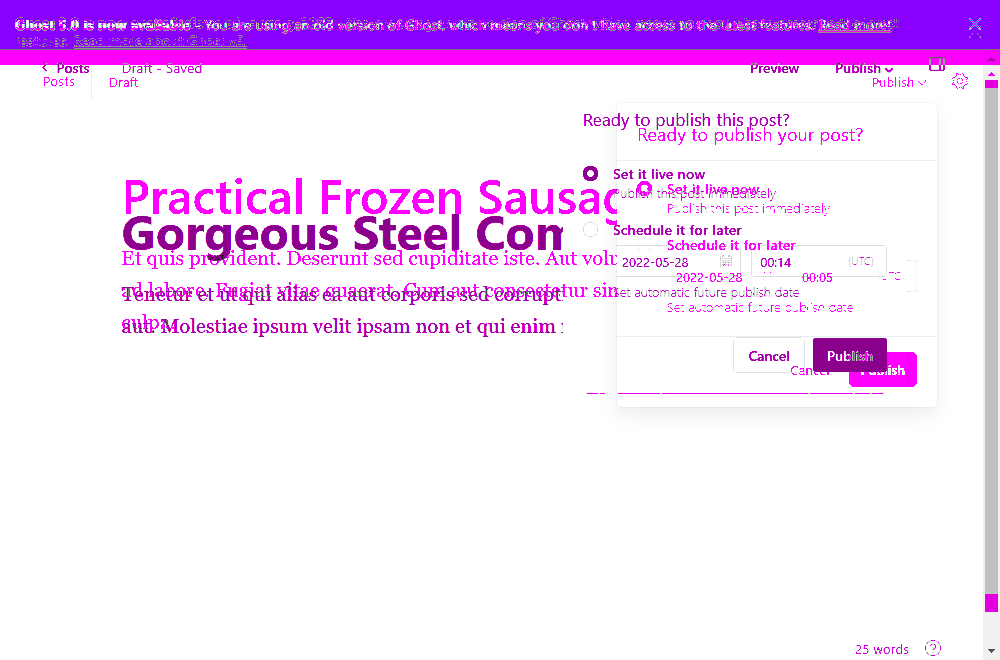 Ghost 5.0 is now available - You are using an old version of Ghost, which means you don't have access to the latest features. Read more!
Posts Draft - Saved Preview Publish
Posts Draft Publish
Ready to publish this post?
Ready to publish your post?
Set it live now
Publish this post immediately
Set it live now
Publish this post immediately
Practical Frozen Sausag
Gorgeous Steel Com
Schedule it for later
Schedule it for later
Et quis provident. Deserunt sed cupiditate iste. Aut volu
2022-05-28 00:14 (UTC)
2022-05-28 00:05 UTC
ad labore. Fugiat vitae quaerat. Cum aut consectetur sin
Tenetur et ut qui alias ea aut corporis sed corrupt
Set automatic future publish date
Set automatic future publish date
culpa
aut. Molestiae ipsum velit ipsam non et qui enim
Cancel Publish
Cancel Publish
25 words